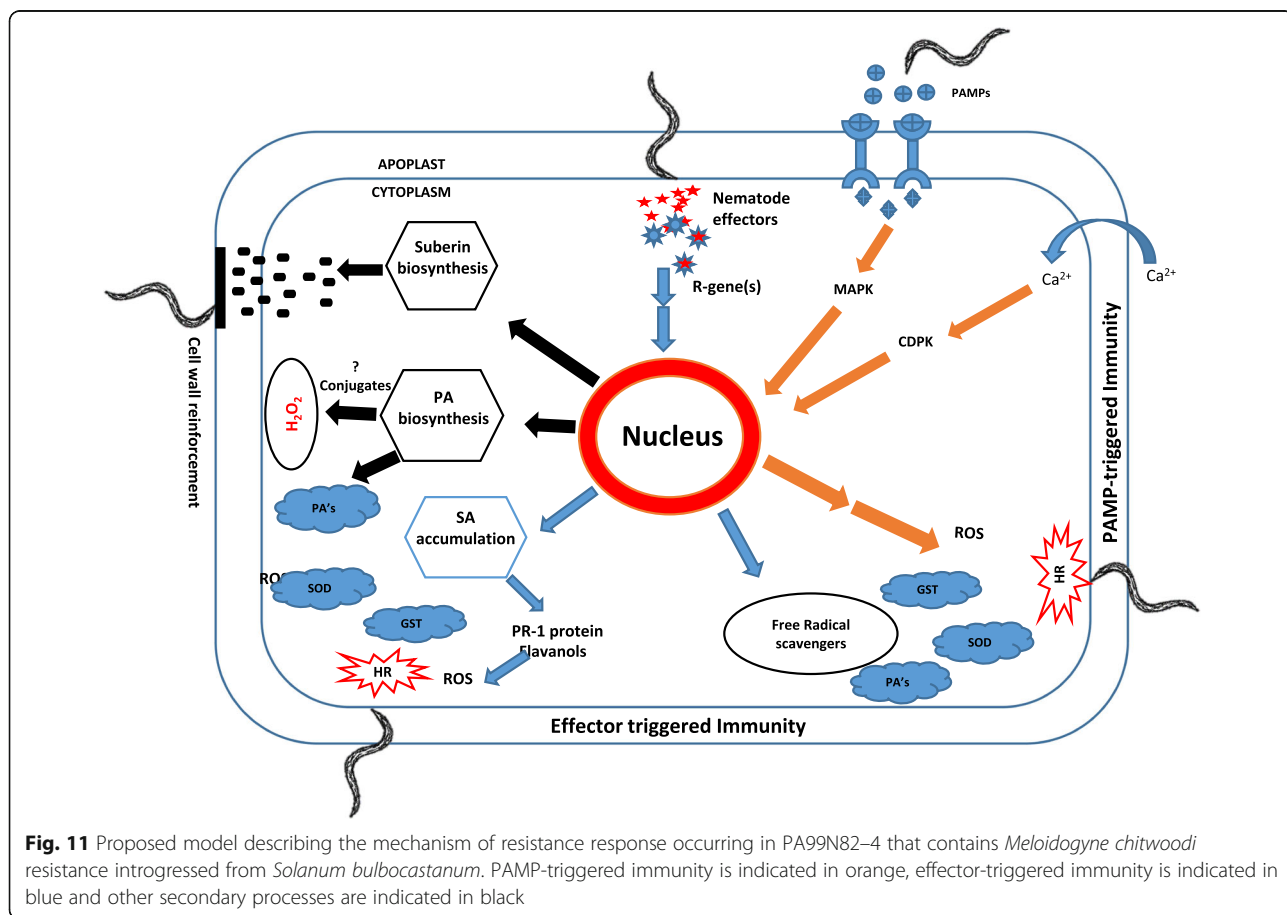 PAMPs
APOPLAST
CYTOPLASM
Nematode
effectors
Suberin
biosynthesis
R-gene(s)
MAPK
Ca2+
Ca2+
CDPK
Cell wall reinforcement
?
Conjugates
H2O2
PA
biosynthesis
Nucleus
PAMP-triggered Immunity
PA's
SA
accumulation
ROS
SOD
GST
PR-1 protein
Flavanols
HR
ROS
ROS
HR
GST
Free Radical
scavengers
SOD
PA's
Effector triggered Immunity
Fig. 11 Proposed model describing the mechanism of resistance response occurring in PA99N82–4 that contains Meloidogyne chitwoodi
resistance introgressed from Solanum bulbocastanum. PAMP-triggered immunity is indicated in orange, effector-triggered immunity is indicated in
blue and other secondary processes are indicated in black